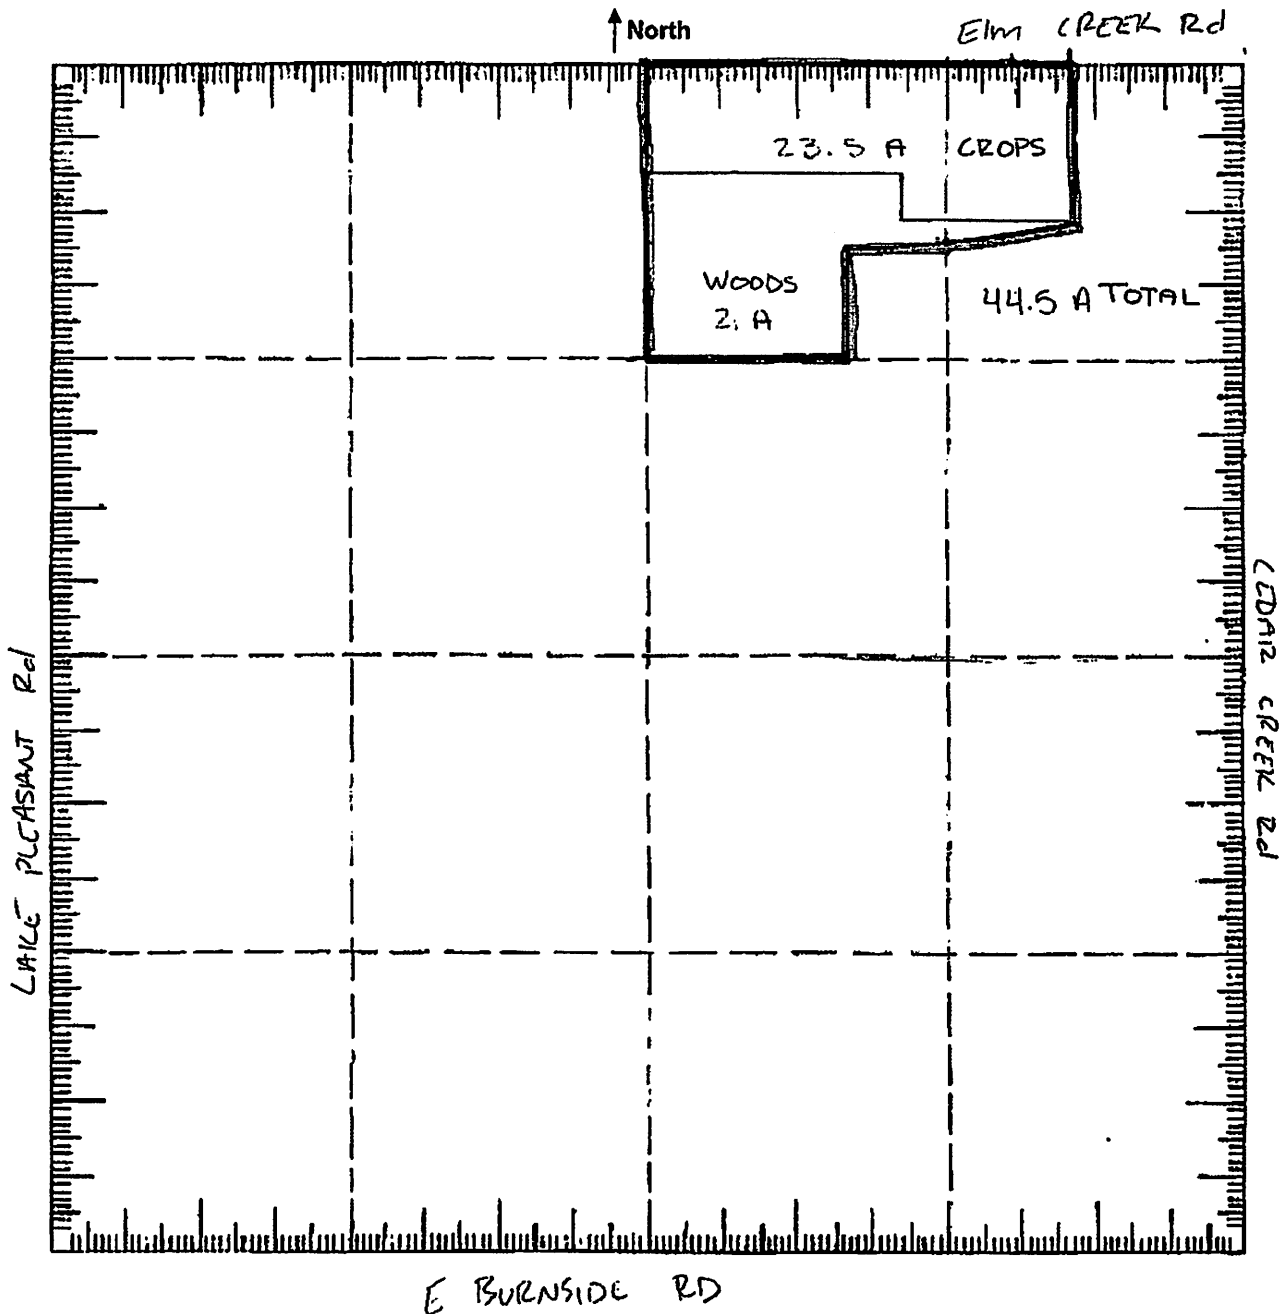 North
Elm CREEK Rd
23.5 A CROPS
WOODS
21 A
44.5 A TOTAL
LAKE PLEASANT Rd
CEDAR CREEK Rd
E BURNSIDE RD